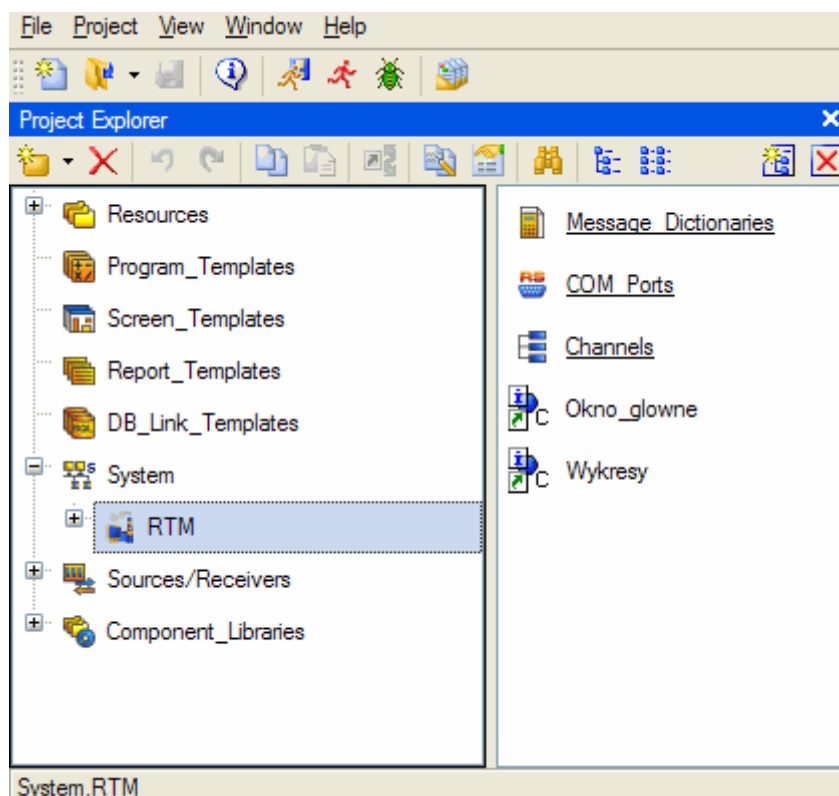 File Project View Window Help
Project Explorer
Resources
Program_Templates
Screen_Templates
Report_Templates
DB_Link_Templates
System
RTM
Sources/Receivers
Component_Libraries
Message_Dictionaries
COM_Ports
Channels
Okno_glowne
Wykresy
System.RTM